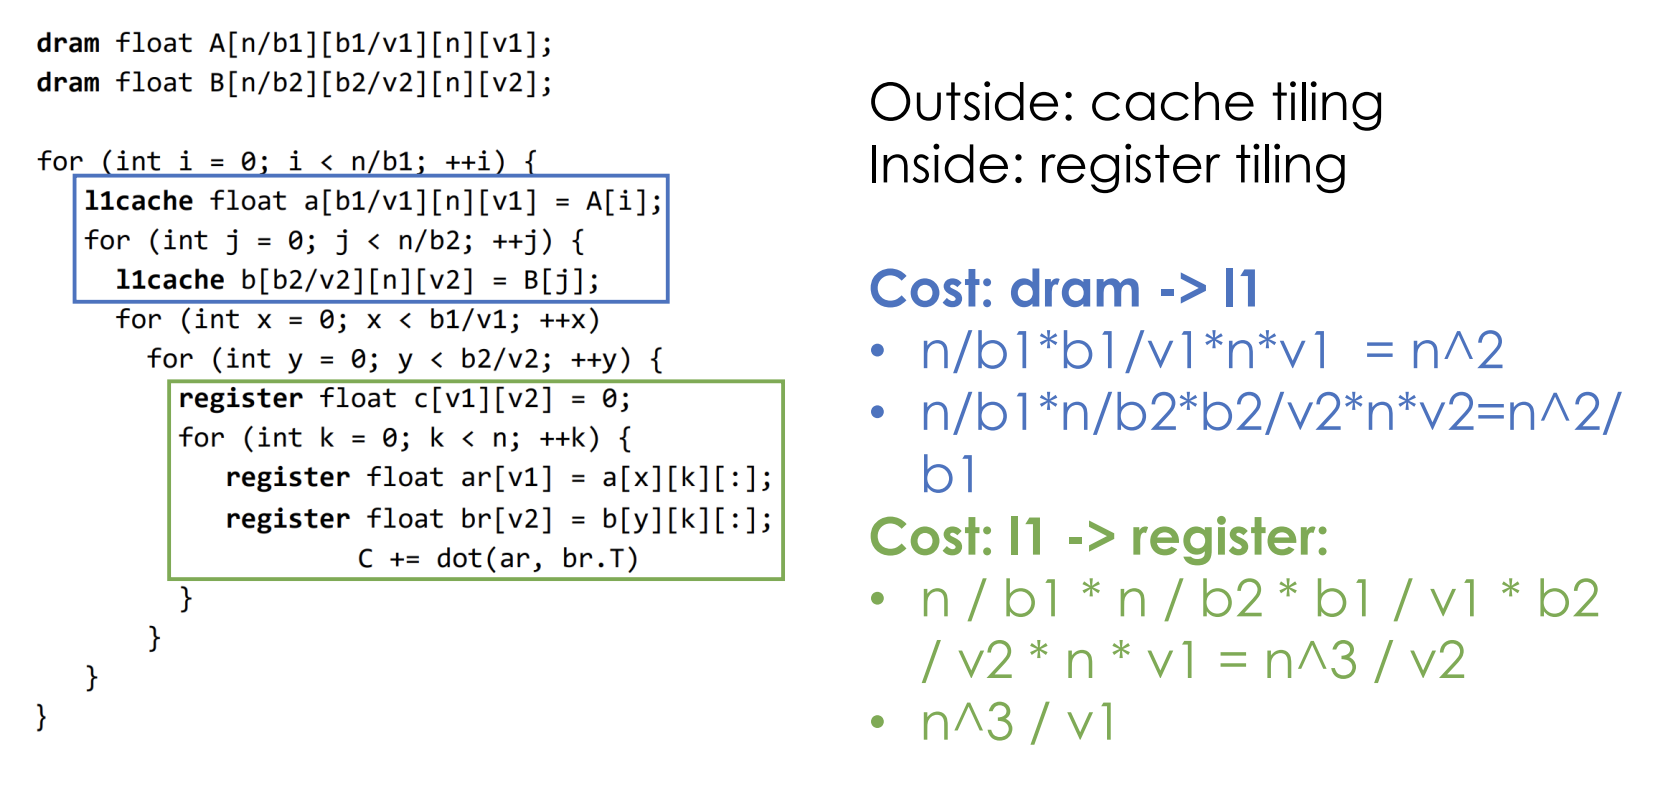 dram float A[n/b1][b1/v1][n][v1];
dram float B[n/b2][b2/v2][n][v2];
for (int i = 0; i < n/b1; ++i) {
l1cache float a[b1/v1][n][v1] = A[i];
for (int j = 0; j < n/b2; ++j) {
l1cache b[b2/v2][n][v2] = B[j];
for (int x = 0; x < b1/v1; ++x)
for (int y = 0; y < b2/v2; ++y) {
register float c[v1][v2] = 0;
for (int k = 0; k < n; ++k) {
register float ar[v1] = a[x][k][:];
register float br[v2] = b[y][k][:];
C += dot(ar, br.T)
}
}
}
}
Outside: cache tiling
Inside: register tiling
Cost: dram -> l1
• n/b1*b1/v1*n*v1 = n^2
• n/b1*n/b2*b2/v2*n*v2=n^2/
b1
Cost: l1 -> register:
• n / b1 * n / b2 * b1 / v1 * b2
/ v2 * n * v1 = n^3 / v2
• n^3 / v1